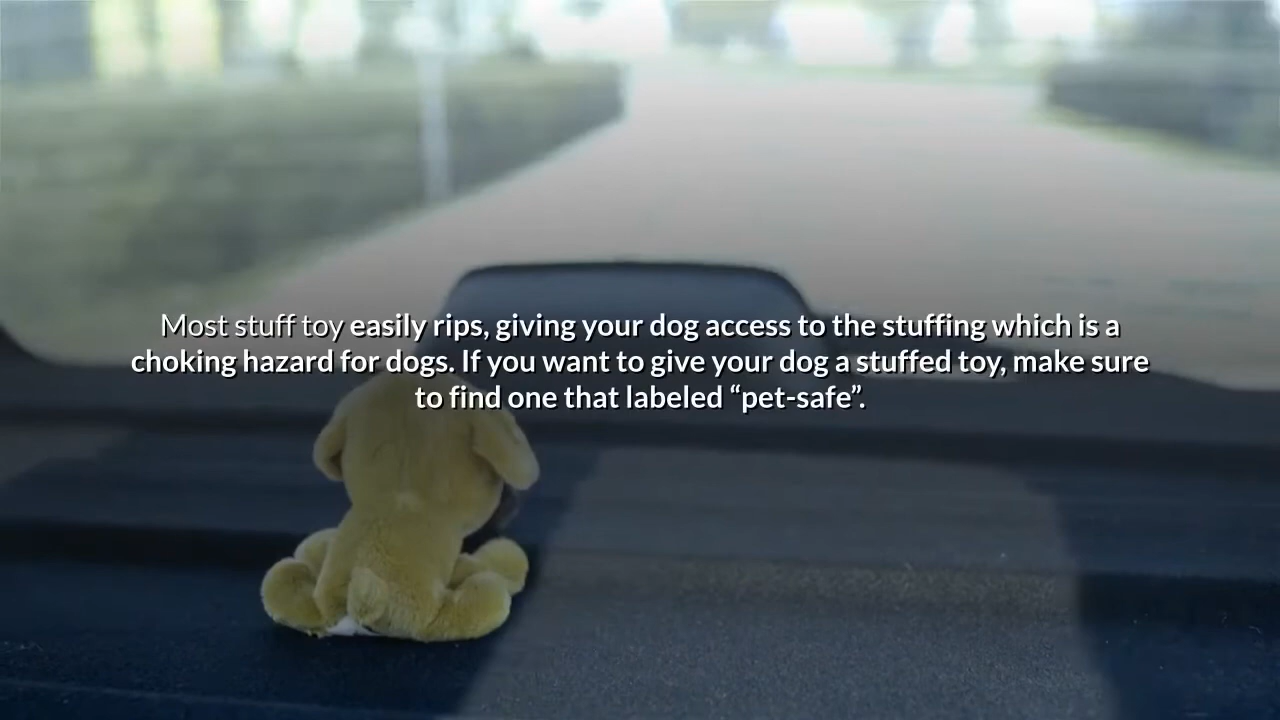 Most stuff toy easily rips, giving your dog access to the stuffing which is a
choking hazard for dogs. If you want to give your dog a stuffed toy, make sure
to find one that labeled “pet-safe”.